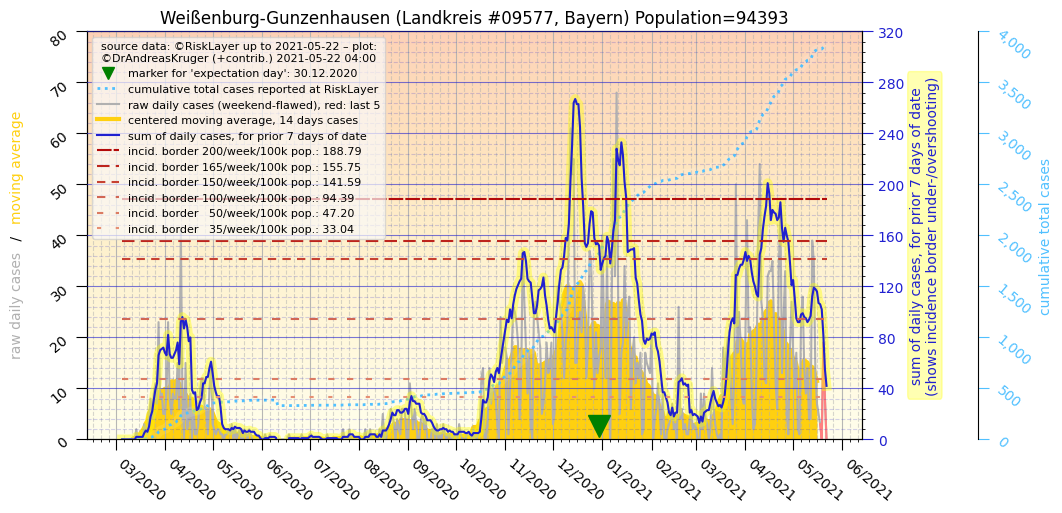 Weißenburg-Gunzenhausen (Landkreis #09577, Bayern) Population=94393
source data: ©RiskLayer up to 2021-05-22 – plot:
©DrAndreasKruger (+contrib.) 2021-05-22 04:00
marker for 'expectation day': 30.12.2020
cumulative total cases reported at RiskLayer
raw daily cases (weekend-flawed), red: last 5
centered moving average, 14 days cases
sum of daily cases, for prior 7 days of date
incid. border 200/week/100k pop.: 188.79
incid. border 165/week/100k pop.: 155.75
incid. border 150/week/100k pop.: 141.59
incid. border 100/week/100k pop.: 94.39
incid. border 50/week/100k pop.: 47.20
incid. border 35/week/100k pop.: 33.04
raw daily cases / moving average
80
70
60
50
40
30
20
10
0
03/2020
04/2020
05/2020
06/2020
07/2020
08/2020
09/2020
10/2020
11/2020
12/2020
01/2021
02/2021
03/2021
04/2021
05/2021
06/2021
320
280
240
200
160
120
80
40
0
sum of daily cases, for prior 7 days of date
(shows incidence border under-/overshooting)
4,000
3,500
3,000
2,500
2,000
1,500
1,000
500
0
cumulative total cases